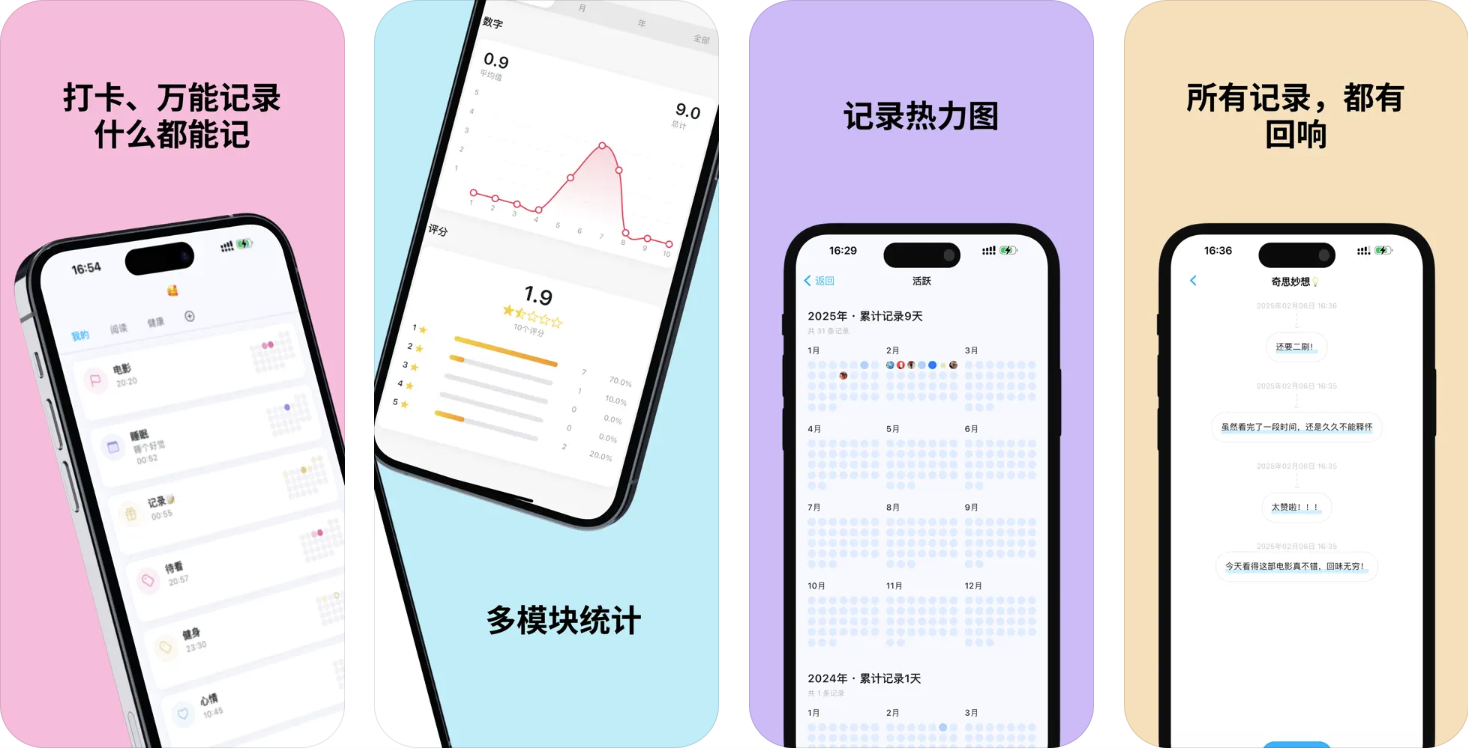 打卡、万能记录
什么都能记
16:54
我的
阅读
健康
电影
20:20
睡眠
睡个好觉
00:52
记录📝
00:55
待看
20:57
健身
23:30
心情
10:45
月
年
全部
数字
0.9
平均值
9.0
总计
5
4
3
2
1
1 2 3 4 5 6 7 8 9 10
评分
1.9
10个评分
1 7 70.0%
2 1 10.0%
3 0 0.0%
4 0 0.0%
5 2 20.0%
多模块统计
记录热力图
16:29
返回
活跃
2025年 · 累计记录9天
共 31 条记录
1月 2月 3月
4月 5月 6月
7月 8月 9月
10月 11月 12月
2024年 · 累计记录1天
共 1 条记录
1月 2月 3月
所有记录，都有
回响
16:36
奇思妙想💡
2025年02月06日 16:36
还要二刷！
2025年02月06日 16:35
虽然看完了一段时间，还是久久不能释怀
2025年02月06日 16:35
太赞啦！！！
2025年02月06日 16:35
今天看得这部电影真不错，回味无穷！